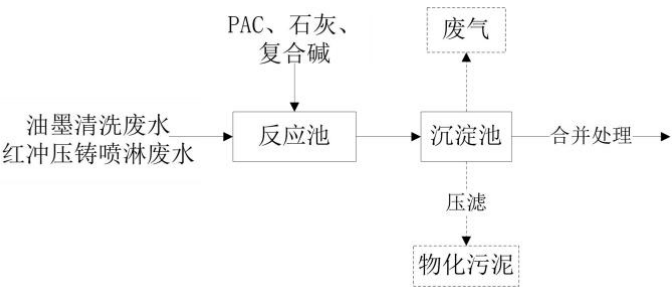 PAC、石灰、
复合碱
废气
油墨清洗废水
红冲压铸喷淋废水
反应池
沉淀池
合并处理
压滤
物化污泥